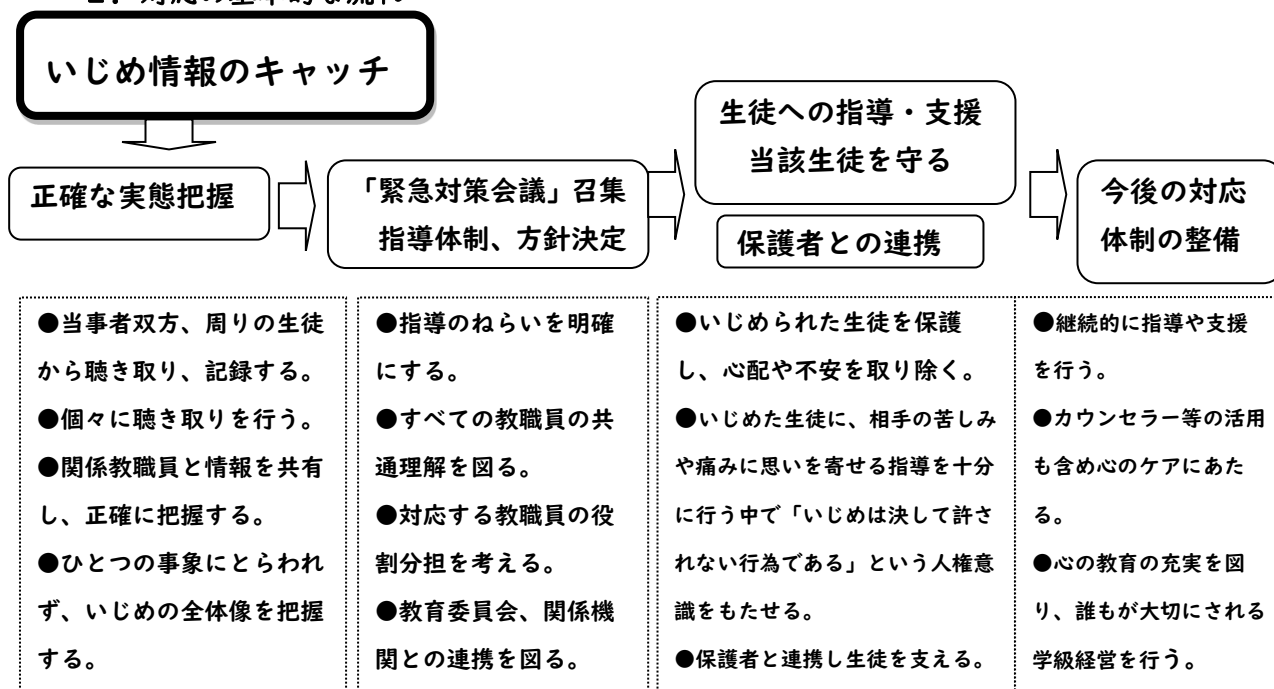 いじめ情報のキャッチ
正確な実態把握
「緊急対策会議」召集
指導体制、方針決定
生徒への指導・支援
当該生徒を守る
保護者との連携
今後の対応
体制の整備
●当事者双方、周りの生徒
から聴き取り、記録する。
●個々に聴き取りを行う。
●関係教職員と情報を共有
し、正確に把握する。
●ひとつの事象にとらわれ
ず、いじめの全体像を把握
する。
●指導のねらいを明確
にする。
●すべての教職員の共
通理解を図る。
●対応する教職員の役
割分担を考える。
●教育委員会、関係機
関との連携を図る。
●いじめられた生徒を保護
し、心配や不安を取り除く。
●いじめた生徒に、相手の苦しみ
や痛みに思いを寄せる指導を十分
に行う中で「いじめは決して許さ
れない行為である」という人権意
識をもたせる。
●保護者と連携し生徒を支える。
●継続的に指導や支援
を行う。
●カウンセラー等の活用
も含め心のケアにあた
る。
●心の教育の充実を図
り、誰もが大切にされる
学級経営を行う。